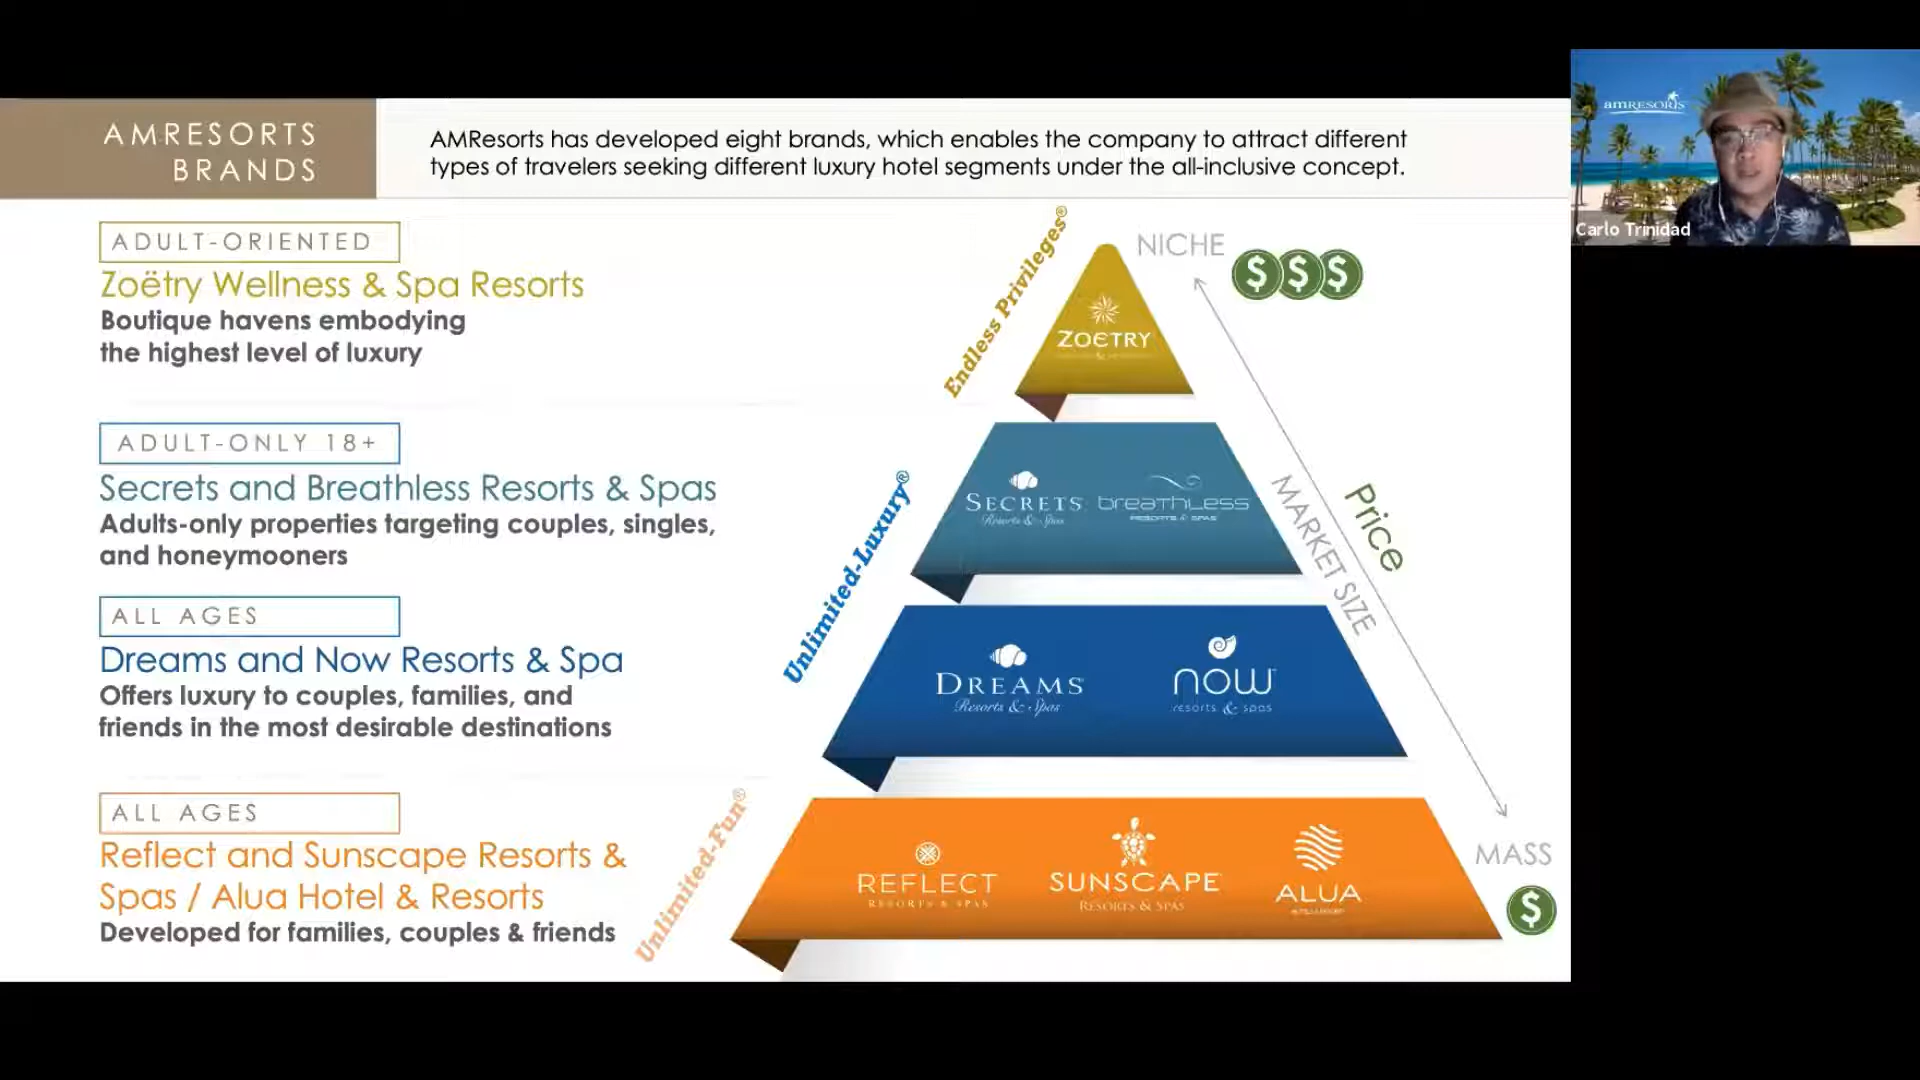 AMRESORTS
BRANDS
AMResorts has developed eight brands, which enables the company to attract different
types of travelers seeking different luxury hotel segments under the all-inclusive concept.
amRESORTS
Carlo Trinidad
ADULT-ORIENTED
Zoëtry Wellness & Spa Resorts
Boutique havens embodying
the highest level of luxury
ADULT-ONLY 18+
Secrets and Breathless Resorts & Spas
Adults-only properties targeting couples, singles,
and honeymooners
ALL AGES
Dreams and Now Resorts & Spa
Offers luxury to couples, families, and
friends in the most desirable destinations
ALL AGES
Reflect and Sunscape Resorts &
Spas / Alua Hotel & Resorts
Developed for families, couples & friends
Endless Privileges®
Unlimited-Luxury®
Unlimited-Fun®
NICHE
$$$
ZOËTRY
SECRETS
Resorts & Spas
breathless
RESORTS & SPAS
DREAMS
Resorts & Spas
now
resorts & spas
REFLECT
RESORTS & SPAS
SUNSCAPE
RESORTS & SPAS
ALUA
MARKET SIZE
Price
MASS
$